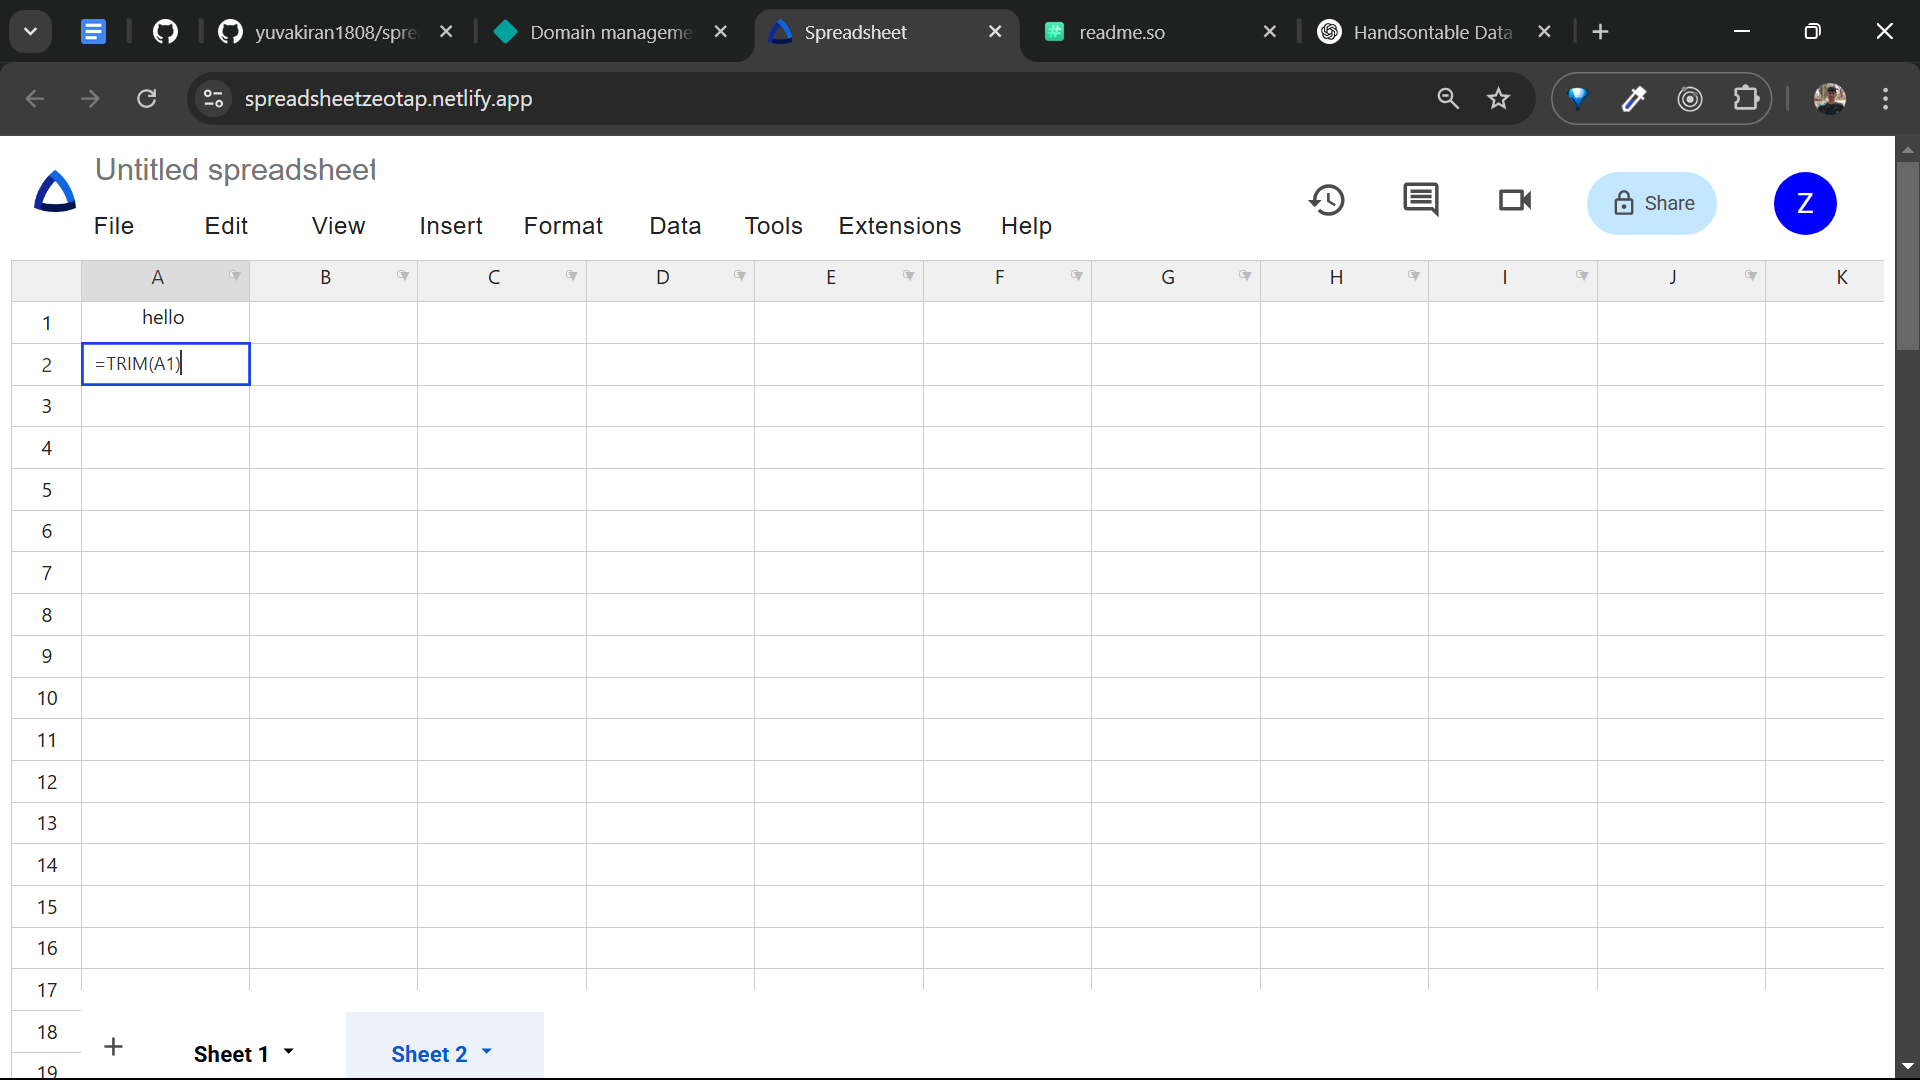 yuvakiran1808/spre
Domain manageme
Spreadsheet
readme.so
Handsontable Data
spreadsheetzeotap.netlify.app
Untitled spreadsheet
File Edit View Insert Format Data Tools Extensions Help
Share
Z
A B C D E F G H I J K
1 hello
2 =TRIM(A1)
3
4
5
6
7
8
9
10
11
12
13
14
15
16
17
18
19
+ Sheet 1 Sheet 2